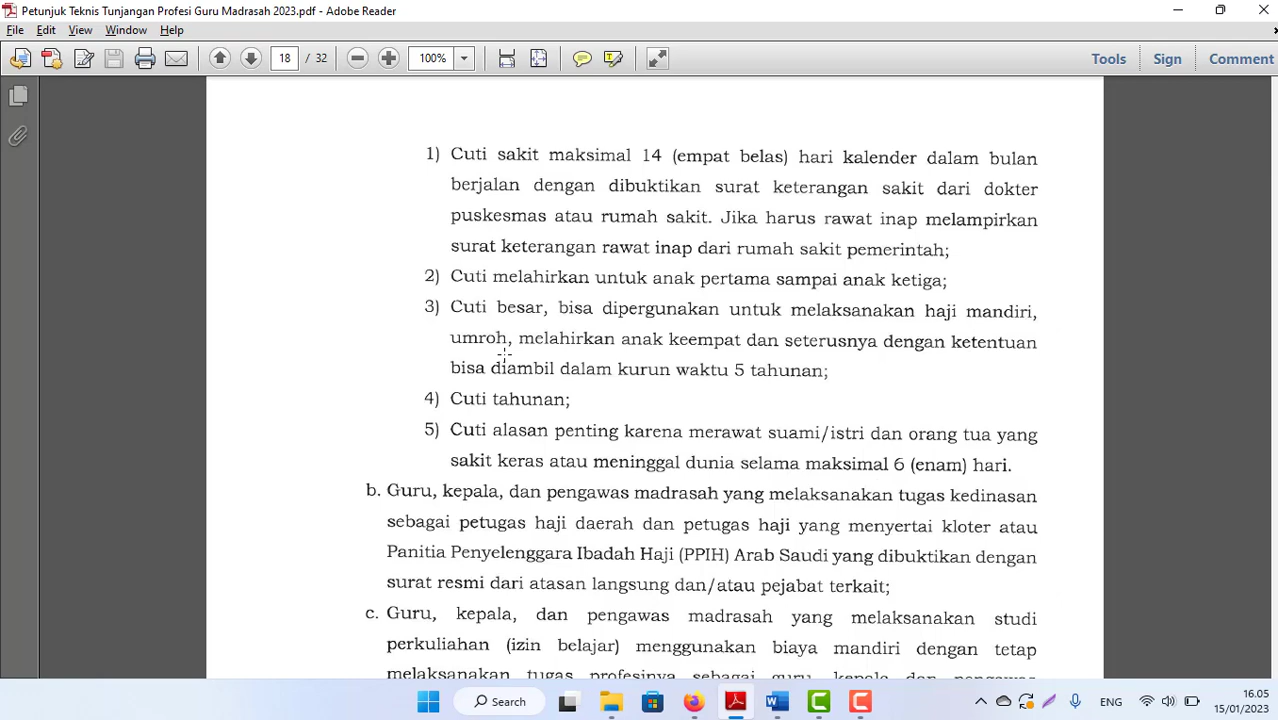 Petunjuk Teknis Tunjangan Profesi Guru Madrasah 2023.pdf - Adobe Reader
File Edit View Window Help
18 / 32 100% Tools Sign Comment
1) Cuti sakit maksimal 14 (empat belas) hari kalender dalam bulan
berjalan dengan dibuktikan surat keterangan sakit dari dokter
puskesmas atau rumah sakit. Jika harus rawat inap melampirkan
surat keterangan rawat inap dari rumah sakit pemerintah;
2) Cuti melahirkan untuk anak pertama sampai anak ketiga;
3) Cuti besar, bisa dipergunakan untuk melaksanakan haji mandiri,
umroh, melahirkan anak keempat dan seterusnya dengan ketentuan
bisa diambil dalam kurun waktu 5 tahunan;
4) Cuti tahunan;
5) Cuti alasan penting karena merawat suami/istri dan orang tua yang
sakit keras atau meninggal dunia selama maksimal 6 (enam) hari.
b. Guru, kepala, dan pengawas madrasah yang melaksanakan tugas kedinasan
sebagai petugas haji daerah dan petugas haji yang menyertai kloter atau
Panitia Penyelenggara Ibadah Haji (PPIH) Arab Saudi yang dibuktikan dengan
surat resmi dari atasan langsung dan/atau pejabat terkait;
c. Guru, kepala, dan pengawas madrasah yang melaksanakan studi
perkuliahan (izin belajar) menggunakan biaya mandiri dengan tetap
melaksanakan tugas profesinya sebagai guru, kepala, dan pengawas
Search ENG 16.05
15/01/2023